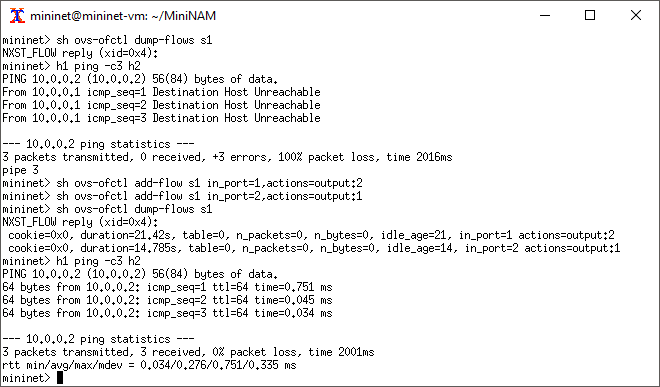 mininet@mininet-vm: ~/MiniNAM
mininet> sh ovs-ofctl dump-flows s1
NXST_FLOW reply (xid=0x4):
mininet> h1 ping -c3 h2
PING 10.0.0.2 (10.0.0.2) 56(84) bytes of data.
From 10.0.0.1 icmp_seq=1 Destination Host Unreachable
From 10.0.0.1 icmp_seq=2 Destination Host Unreachable
From 10.0.0.1 icmp_seq=3 Destination Host Unreachable

--- 10.0.0.2 ping statistics ---
3 packets transmitted, 0 received, +3 errors, 100% packet loss, time 2016ms
pipe 3
mininet> sh ovs-ofctl add-flow s1 in_port=1,actions=output:2
mininet> sh ovs-ofctl add-flow s1 in_port=2,actions=output:1
mininet> sh ovs-ofctl dump-flows s1
NXST_FLOW reply (xid=0x4):
 cookie=0x0, duration=21.42s, table=0, n_packets=0, n_bytes=0, idle_age=21, in_port=1 actions=output:2
 cookie=0x0, duration=14.785s, table=0, n_packets=0, n_bytes=0, idle_age=14, in_port=2 actions=output:1
mininet> h1 ping -c3 h2
PING 10.0.0.2 (10.0.0.2) 56(84) bytes of data.
64 bytes from 10.0.0.2: icmp_seq=1 ttl=64 time=0.751 ms
64 bytes from 10.0.0.2: icmp_seq=2 ttl=64 time=0.045 ms
64 bytes from 10.0.0.2: icmp_seq=3 ttl=64 time=0.034 ms

--- 10.0.0.2 ping statistics ---
3 packets transmitted, 3 received, 0% packet loss, time 2001ms
rtt min/avg/max/mdev = 0.034/0.276/0.751/0.335 ms
mininet>